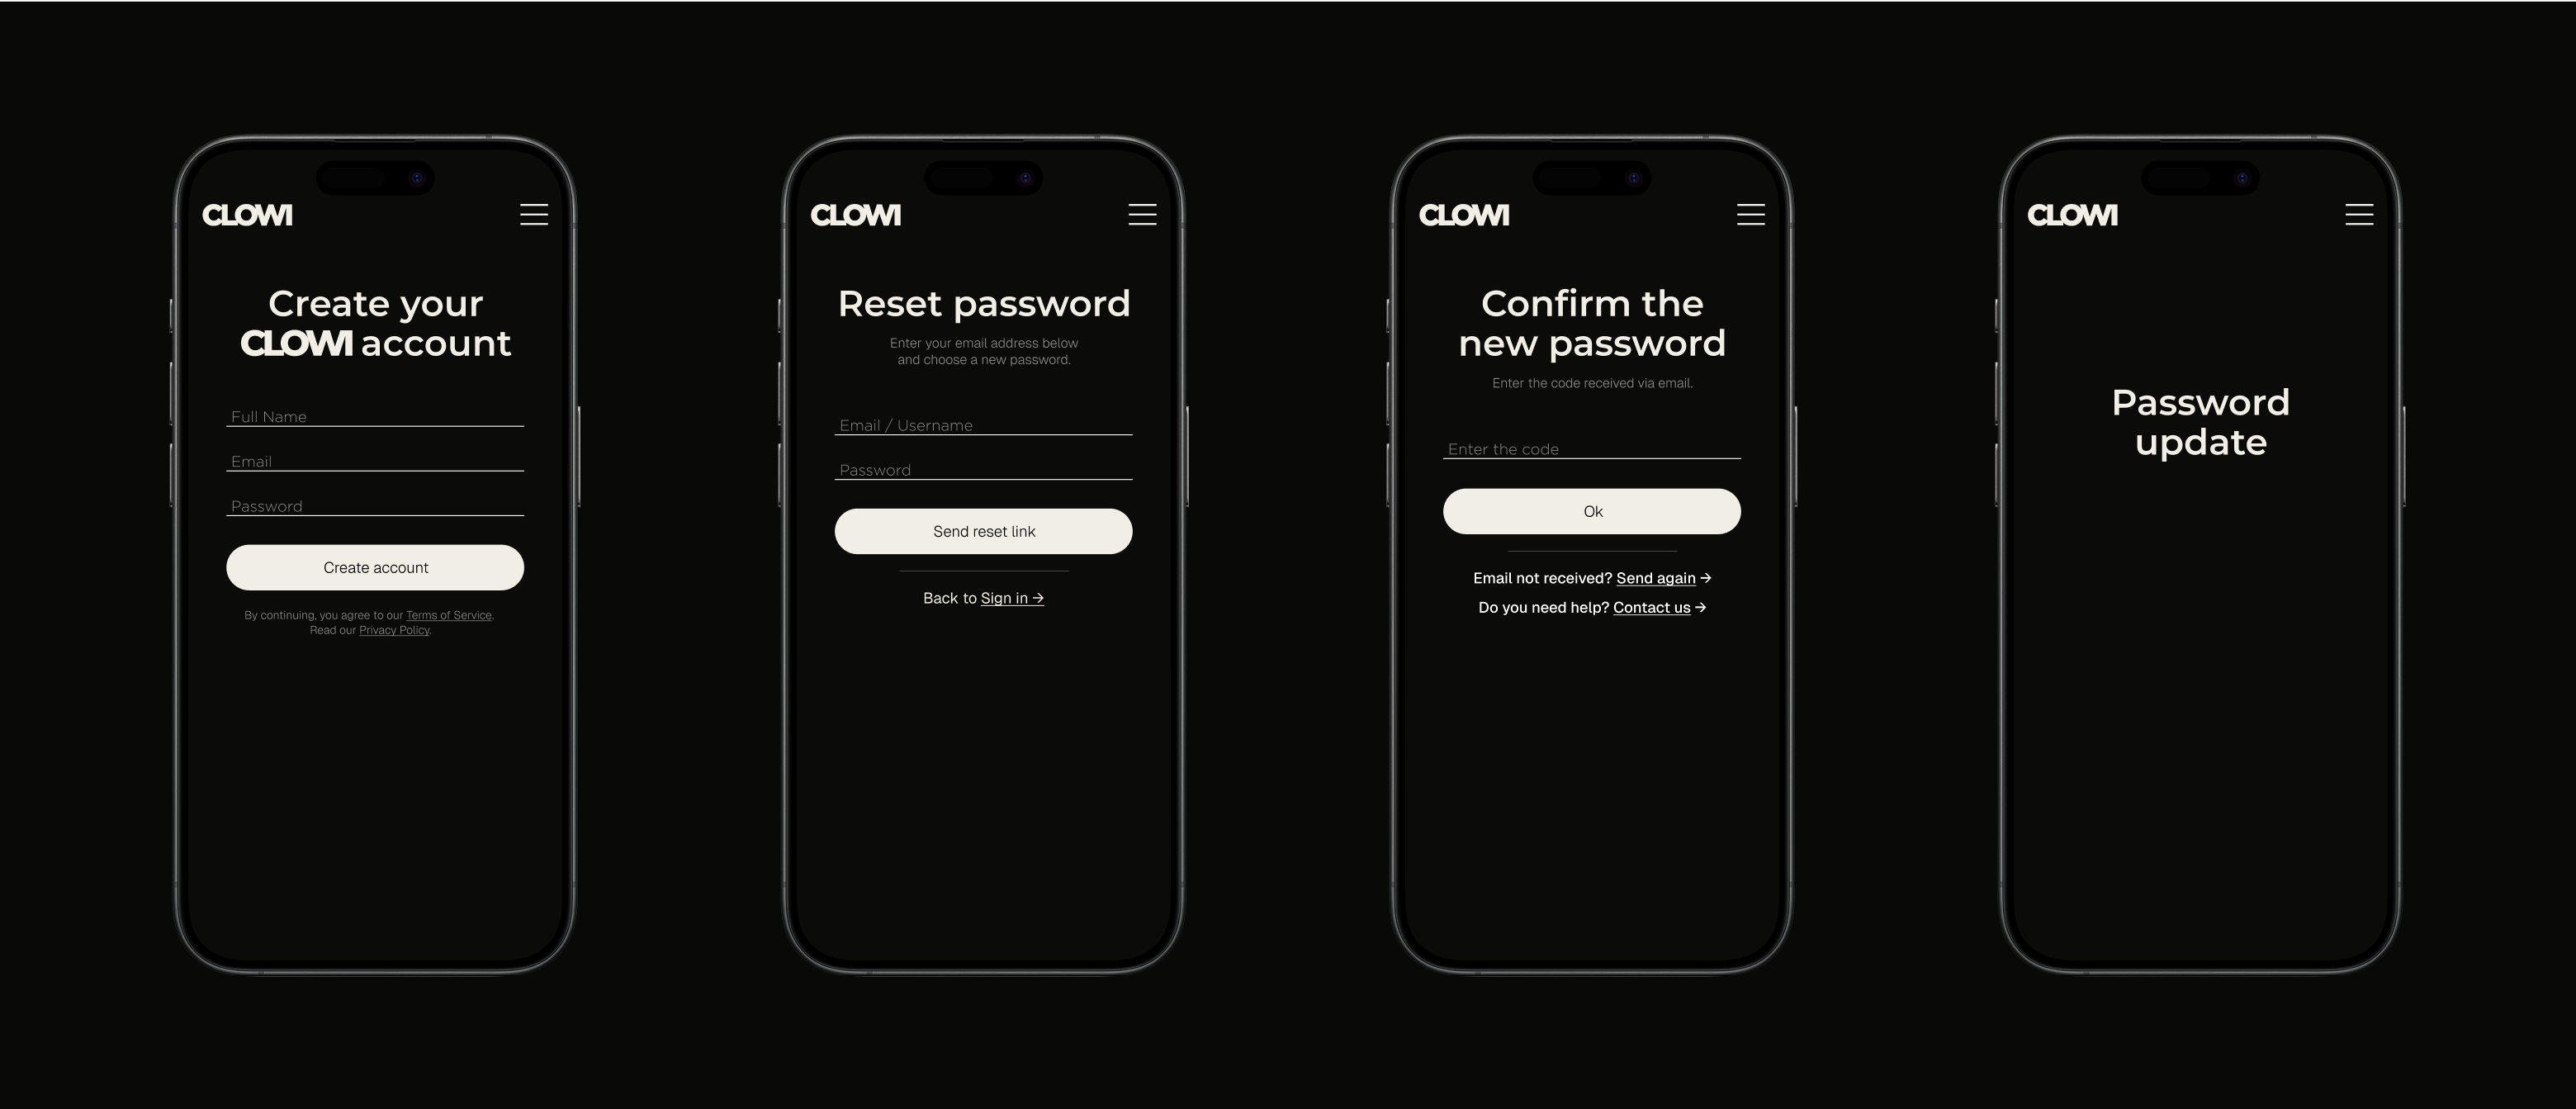 CLOWI
Create your
CLOWI account
Full Name
Email
Password
Create account
By continuing, you agree to our Terms of Service.
Read our Privacy Policy.
CLOWI
Reset password
Enter your email address below
and choose a new password.
Email / Username
Password
Send reset link
Back to Sign in →
CLOWI
Confirm the
new password
Enter the code received via email.
Enter the code
Ok
Email not received? Send again →
Do you need help? Contact us →
CLOWI
Password
update